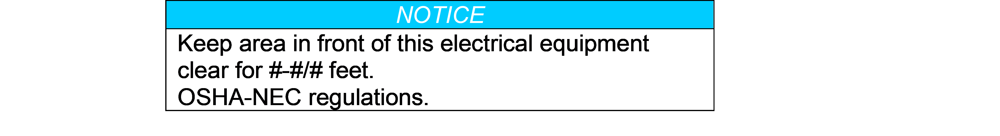 NOTICE
Keep area in front of this electrical equipment
clear for #-#/# feet.
OSHA-NEC regulations.